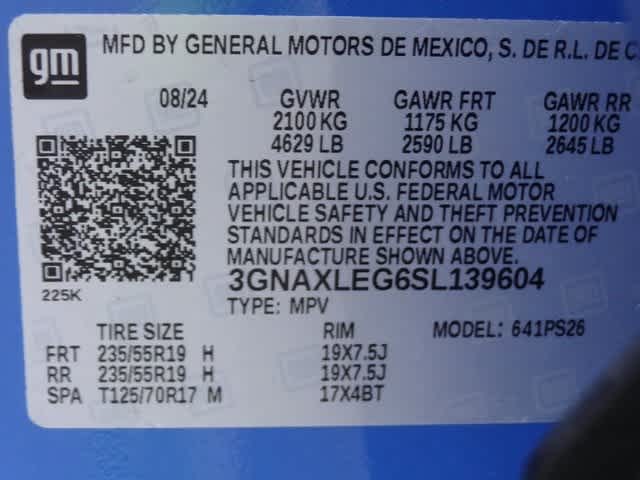 gm
MFD BY GENERAL MOTORS DE MEXICO, S. DE R.L. DE
08/24 GVWR GAWR FRT GAWR RR
2100 KG 1175 KG 1200 KG
4629 LB 2590 LB 2645 LB
THIS VEHICLE CONFORMS TO ALL
APPLICABLE U.S. FEDERAL MOTOR
VEHICLE SAFETY AND THEFT PREVENTION
STANDARDS IN EFFECT ON THE DATE OF
MANUFACTURE SHOWN ABOVE.
3GNAXLEG6SL139604
225K
TYPE: MPV
TIRE SIZE RIM MODEL: 641PS26
FRT 235/55R19 H 19X7.5J
RR 235/55R19 H 19X7.5J
SPA T125/70R17 M 17X4BT